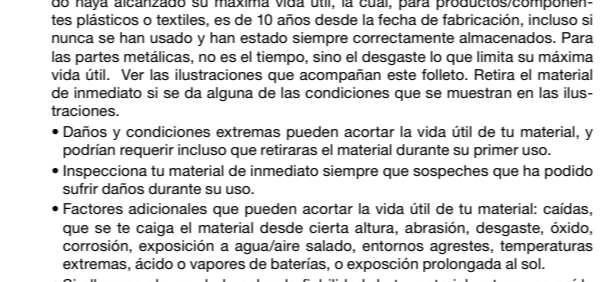 do haya alcanzado su máxima vida útil, la cual, para productos/componen-
tes plásticos o textiles, es de 10 años desde la fecha de fabricación, incluso si
nunca se han usado y han estado siempre correctamente almacenados. Para
las partes metálicas, no es el tiempo, sino el desgaste lo que limita su máxima
vida útil. Ver las ilustraciones que acompañan este folleto. Retira el material
de inmediato si se da alguna de las condiciones que se muestran en las ilus-
traciones.
• Daños y condiciones extremas pueden acortar la vida útil de tu material, y
podrían requerir incluso que retiraras el material durante su primer uso.
• Inspecciona tu material de inmediato siempre que sospeches que ha podido
sufrir daños durante su uso.
• Factores adicionales que pueden acortar la vida útil de tu material: caídas,
que se te caiga el material desde cierta altura, abrasión, desgaste, óxido,
corrosión, exposición a agua/aire salado, entornos agrestes, temperaturas
extremas, ácido o vapores de baterías, o exposción prolongada al sol.